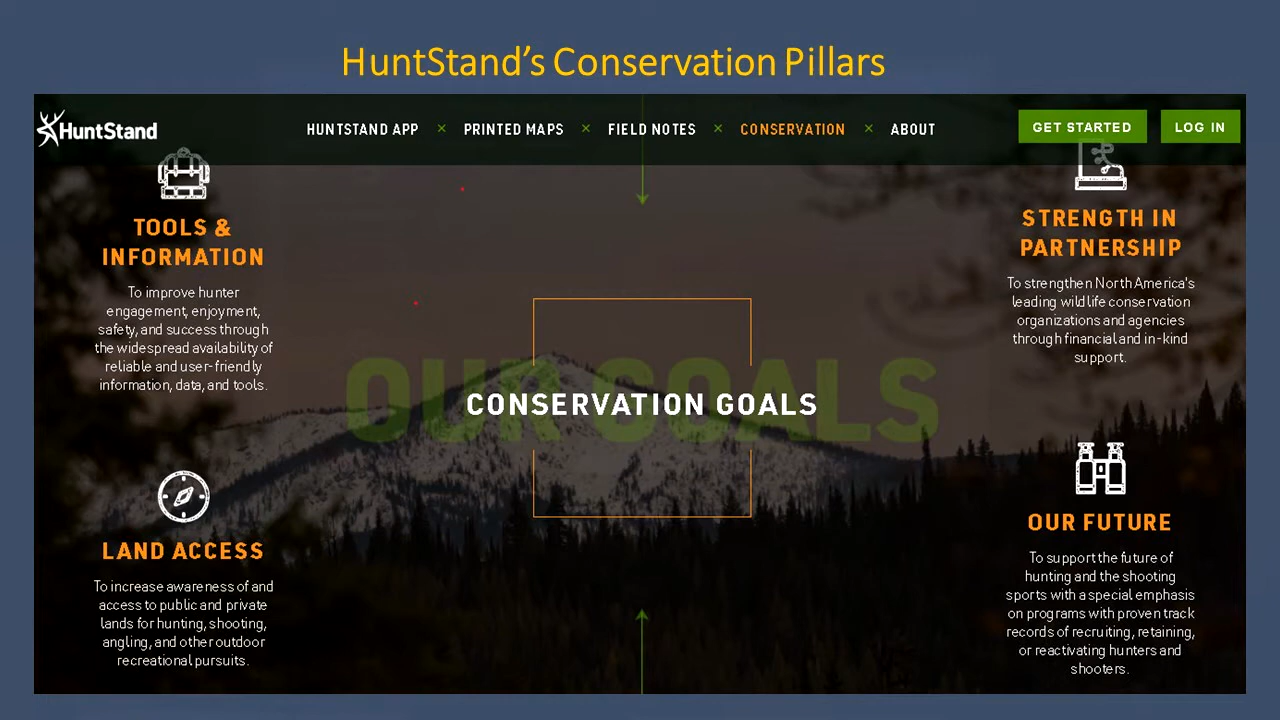 HuntStand's Conservation Pillars
HuntStand
HUNTSTAND APP × PRINTED MAPS × FIELD NOTES × CONSERVATION × ABOUT
GET STARTED
LOG IN
TOOLS &
INFORMATION
To improve hunter
engagement, enjoyment,
safety, and success through
the widespread availability of
reliable and user-friendly
information, data, and tools.
STRENGTH IN
PARTNERSHIP
To strengthen North America's
leading wildlife conservation
organizations and agencies
through financial and in-kind
support.
OUR GOALS
CONSERVATION GOALS
LAND ACCESS
To increase awareness of and
access to public and private
lands for hunting, shooting,
angling, and other outdoor
recreational pursuits.
OUR FUTURE
To support the future of
hunting and the shooting
sports with a special emphasis
on programs with proven track
records of recruiting, retaining,
or reactivating hunters and
shooters.